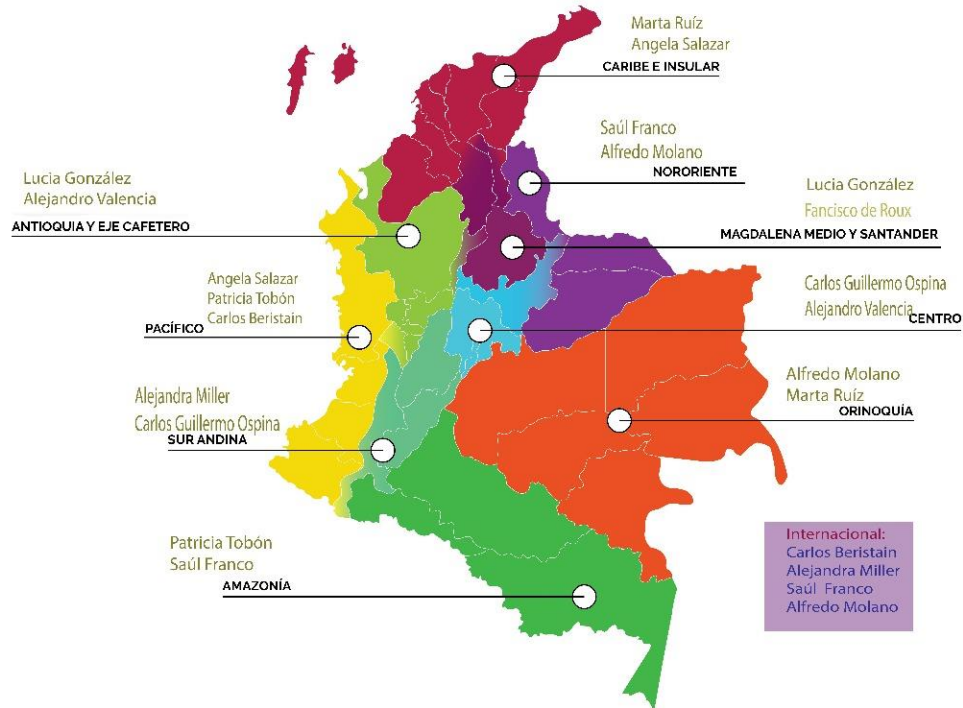 Marta Ruíz
Angela Salazar
CARIBE E INSULAR
Saúl Franco
Alfredo Molano
NORORIENTE
Lucia González
Alejandro Valencia
ANTIOQUIA Y EJE CAFETERO
Lucia González
Fancisco de Roux
MAGDALENA MEDIO Y SANTANDER
Angela Salazar
Patricia Tobón
Carlos Beristain
PACÍFICO
Carlos Guillermo Ospina
Alejandro Valencia
CENTRO
Alejandra Miller
Carlos Guillermo Ospina
SUR ANDINA
Alfredo Molano
Marta Ruíz
ORINOQUÍA
Patricia Tobón
Saúl Franco
AMAZONÍA
Internacional:
Carlos Beristain
Alejandra Miller
Saúl Franco
Alfredo Molano